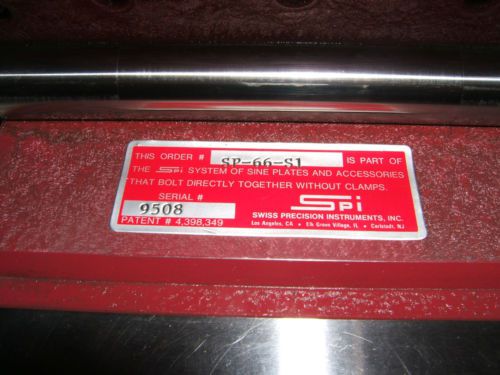 THIS ORDER # SP-66-S1 IS PART OF
THE Spi SYSTEM OF SINE PLATES AND ACCESSORIES
THAT BOLT DIRECTLY TOGETHER WITHOUT CLAMPS.
SERIAL #
9508
Spi
PATENT # 4,398,349
SWISS PRECISION INSTRUMENTS, INC.
Los Angeles, CA • Elk Grove Village, IL • Carlstadt, NJ